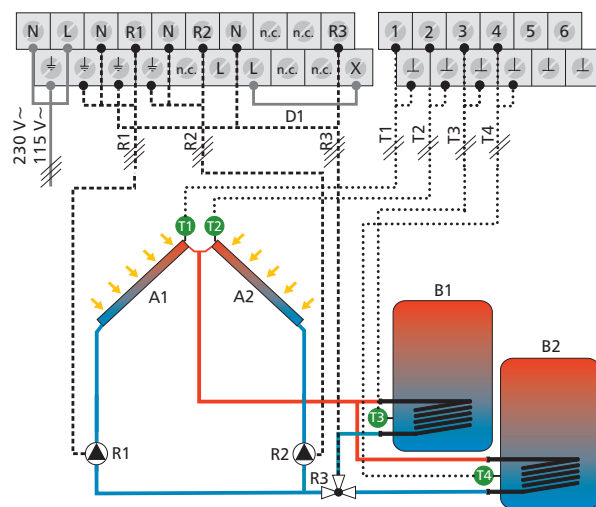 N L N R1 N R2 N n.c. n.c. R3
n.c. L L n.c. n.c. X
1 2 3 4 5 6
D1
230 V~
115 V~
R1
R2
R3
T1
T2
T3
T4
T1 T2
A1 A2
B1
B2
T3
R1
R2
R3
T4